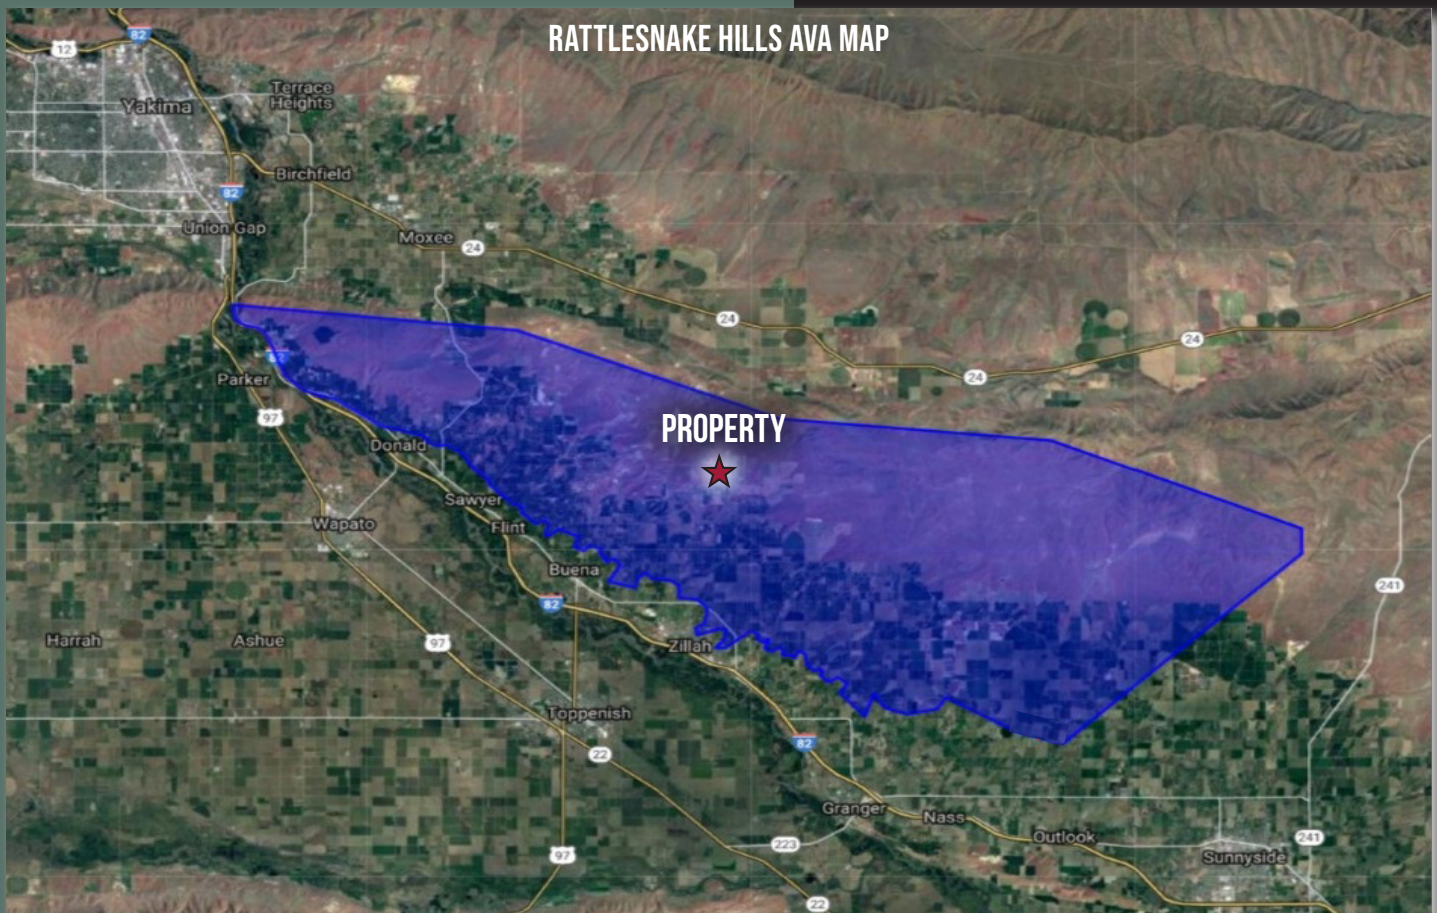 RATTLESNAKE HILLS AVA MAP
82
12
Terrace
Heights
Yakima
Birchfield
82
Union Gap
Moxee
24
24
24
24
Parker
97
PROPERTY
Donald
Sawyer
Wapato
Flint
Buena
241
82
Harrah
Ashue
97
Zillah
Toppenish
82
22
Granger
Nass
Outlook
241
223
97
Sunnyside
22